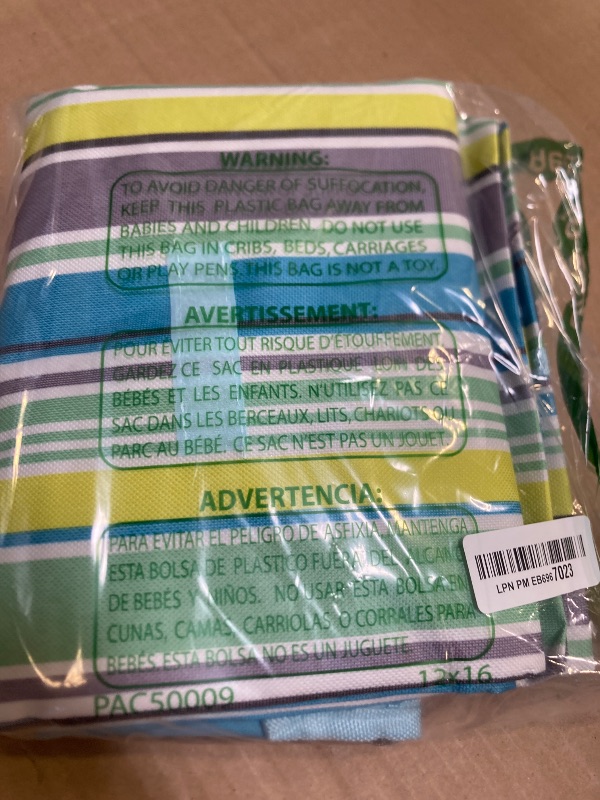 WARNING:
TO AVOID DANGER OF SUFFOCATION,
KEEP THIS PLASTIC BAG AWAY FROM
BABIES AND CHILDREN. DO NOT USE
THIS BAG IN CRIBS, BEDS, CARRIAGES
OR PLAY PENS. THIS BAG IS NOT A TOY.
AVERTISSEMENT:
POUR ÉVITER TOUT RISQUE D'ÉTOUFFEMENT
GARDEZ CE SAC EN PLASTIQUE LOIN DES
BÉBÉS ET LES ENFANTS. N'UTILISEZ PAS CE
SAC DANS LES BERCEAUX, LITS, CHARIOTS OU
PARC AU BÉBÉ. CE SAC N'EST PAS UN JOUET.
ADVERTENCIA:
PARA EVITAR EL PELIGRO DE ASFIXIA. MANTENGA
ESTA BOLSA DE PLASTICO FUERA DEL ALCANCE
DE BEBÉS Y NIÑOS. NO USAR ESTA BOLSA EN
CUNAS, CAMAS, CARRIOLAS O CORRALES PARA
BEBÉS. ESTA BOLSA NO ES UN JUGUETE.
PAC50009
12x16
LPN PM EB696 7023